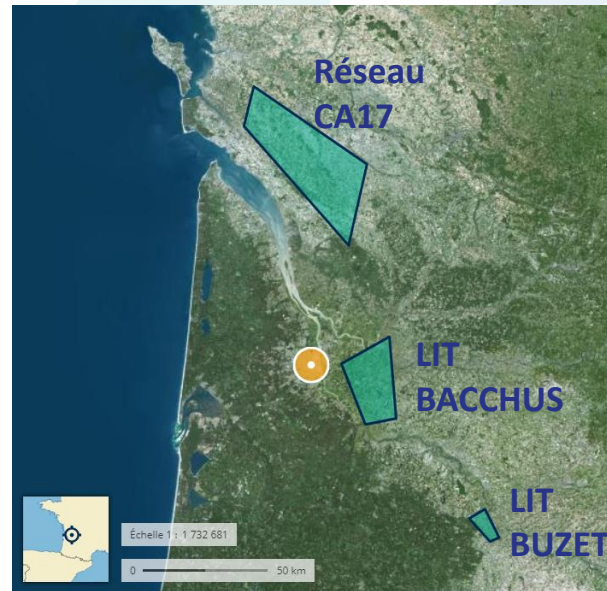 Réseau
CA17
LIT
BACCHUS
LIT
BUZET
Échelle 1 : 1 732 681
0 50 km